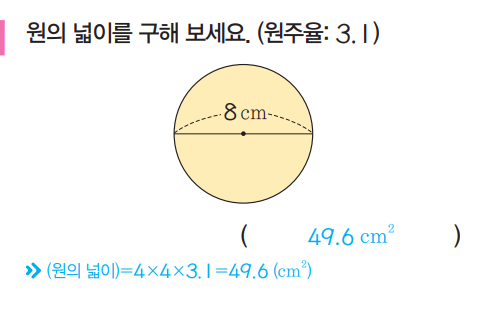 원의 넓이를 구해 보세요. (원주율: 3.1)
8 cm
( 49.6 cm² )
(원의 넓이)=4×4×3.1=49.6 (cm²)